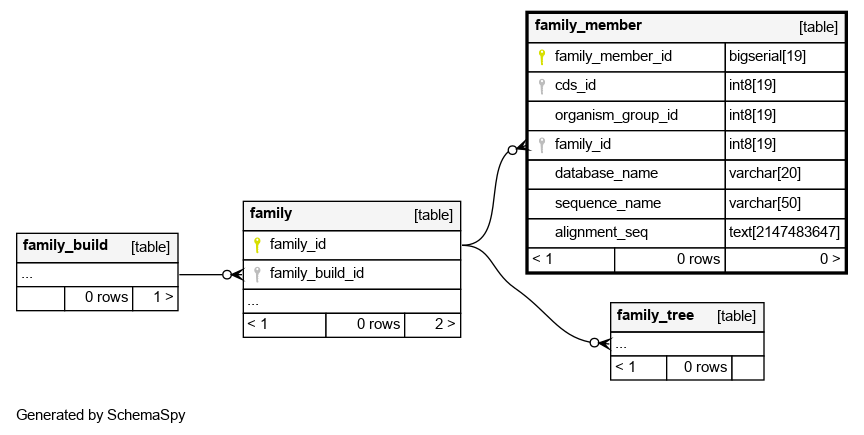 family_member [table]
family_member_id bigserial[19]
cds_id int8[19]
organism_group_id int8[19]
family_id int8[19]
database_name varchar[20]
sequence_name varchar[50]
alignment_seq text[2147483647]
< 1 0 rows 0 >
family [table]
family_id
family_build_id
...
< 1 0 rows 2 >
family_build [table]
...
0 rows 1 >
family_tree [table]
...
< 1 0 rows
Generated by SchemaSpy